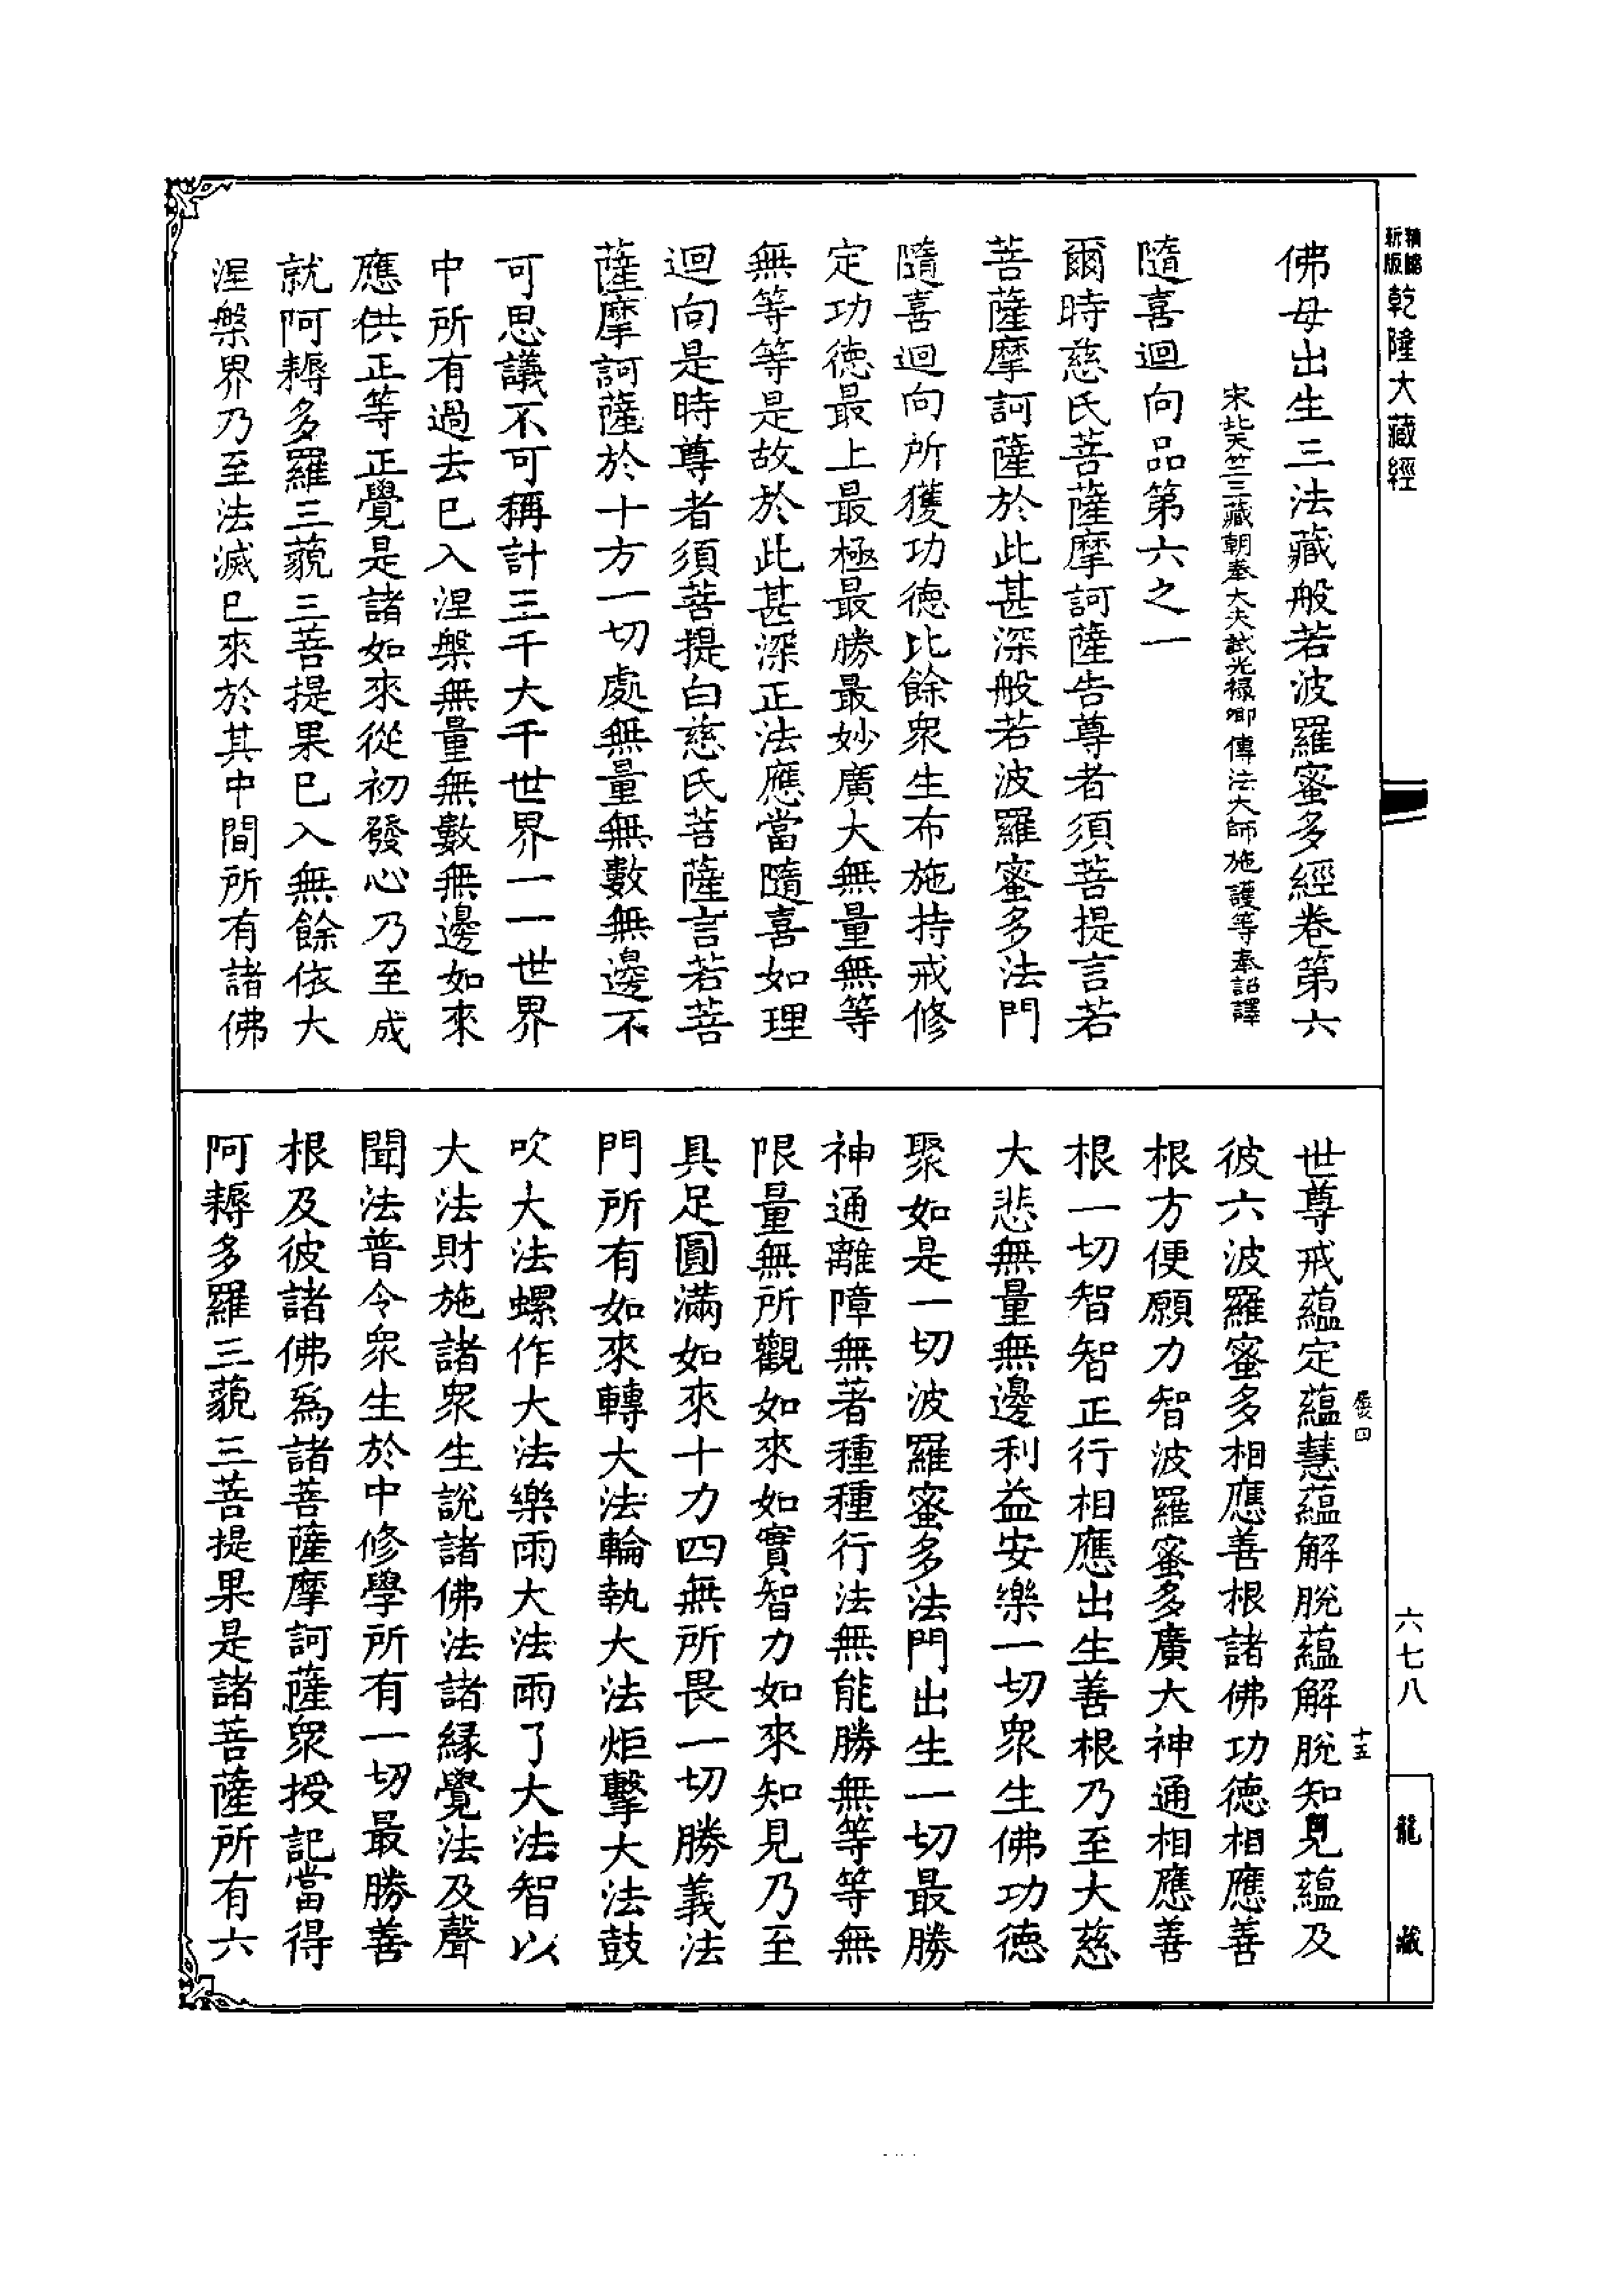 乾隆大藏經
佛母出生三法藏般若波羅蜜多經卷第六
宋北天竺三藏朝奉大夫試光祿卿傳法大師施護等奉詔譯
隨喜迴向品第六之一
爾時慈氏菩薩摩訶薩告尊者須菩提言若
菩薩摩訶薩於此甚深般若波羅蜜多法門
隨喜迴向所獲功德比餘衆生布施持戒修
定功德最上最極最勝最妙廣大無量無等
無等等是故於此甚深正法應當隨喜如理
迴向是時尊者須菩提白慈氏菩薩言若菩
薩摩訶薩於十方一切處無量無數無邊不
可思議不可稱計三千大千世界一一世界
中所有過去已入涅槃無量無數無邊如來
應供正等正覺是諸如來從初發心乃至成
就阿耨多羅三藐三菩提果已入無餘依大
涅槃界乃至法滅已來於其中間所有諸佛
世尊戒蘊定蘊慧蘊解脫蘊解脫知見蘊及
彼六波羅蜜多相應善根諸佛功德相應善
根方便願力智波羅蜜多廣大神通相應善
根一切智智正行相應出生善根乃至大慈
大悲無量無邊利益安樂一切衆生佛功德
聚如是一切波羅蜜多法門出生一切最勝
神通離障無著種種行法無能勝無等等無
限量無所觀如來如實智力如來知見乃至
具足圓滿如來十力四無所畏一切勝義法
門所有如來轉大法輪執大法炬擊大法鼓
吹大法螺作大法樂雨大法雨了大法智以
大法財施諸衆生說諸佛法諸緣覺法及聲
聞法普令衆生於中修學所有一切最勝善
根及彼諸佛爲諸菩薩摩訶薩衆授記當得
阿耨多羅三藐三菩提果是諸菩薩所有六
十五
六七八
龍藏